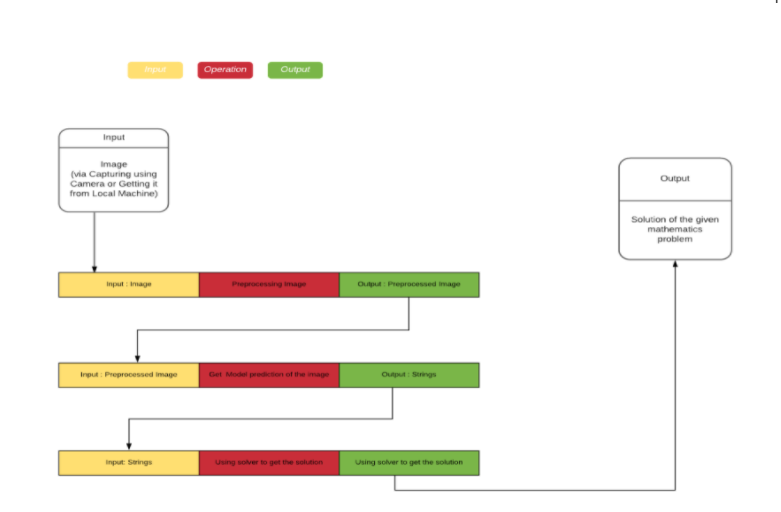 Input
Operation
Output
Input
Image
(via Capturing using
Camera or Getting it
from Local Machine)
Output
Solution of the given
mathematics
problem
Input : Image
Preprocessing Image
Output : Preprocessed Image
Input : Preprocessed Image
Get Model prediction of the image
Output : Strings
Input: Strings
Using solver to get the solution
Using solver to get the solution